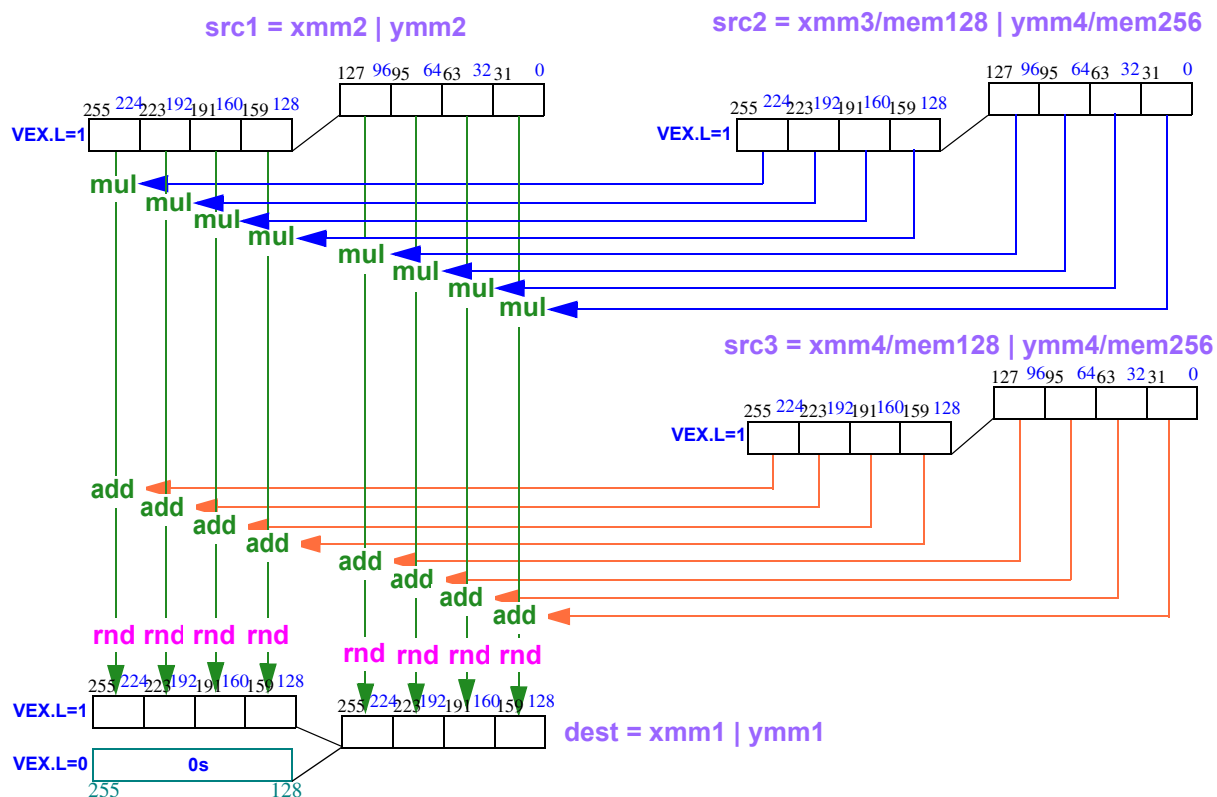 src1 = xmm2 | ymm2
src2 = xmm3/mem128 | ymm4/mem256
127 96 95 64 63 32 31 0
127 96 95 64 63 32 31 0
255 224 223 192 191 160 159 128
255 224 223 192 191 160 159 128
VEX.L=1
VEX.L=1
mul
mul
mul
mul
mul
mul
mul
mul
src3 = xmm4/mem128 | ymm4/mem256
127 96 95 64 63 32 31 0
255 224 223 192 191 160 159 128
VEX.L=1
add
add
add
add
add
add
add
add
rnd rnd rnd rnd
rnd rnd rnd rnd
255 224 223 192 191 160 159 128
VEX.L=1
255 224 223 192 191 160 159 128
dest = xmm1 | ymm1
VEX.L=0 0s
255 128